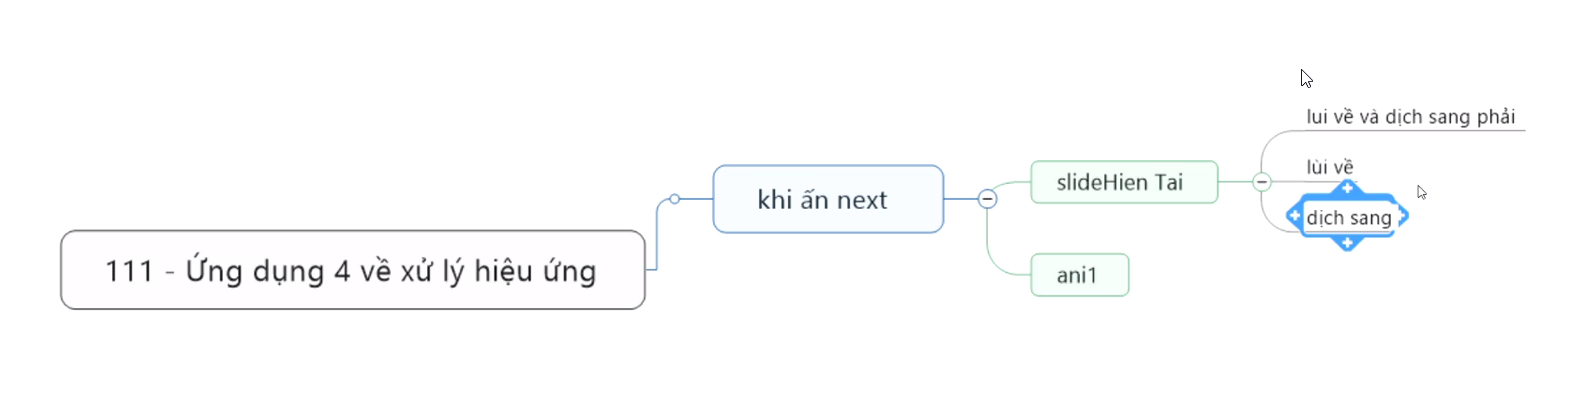 111 - Ứng dụng 4 về xử lý hiệu ứng
khi ấn next
slideHien Tai
lui về và dịch sang phải
lùi về
dịch sang
ani1